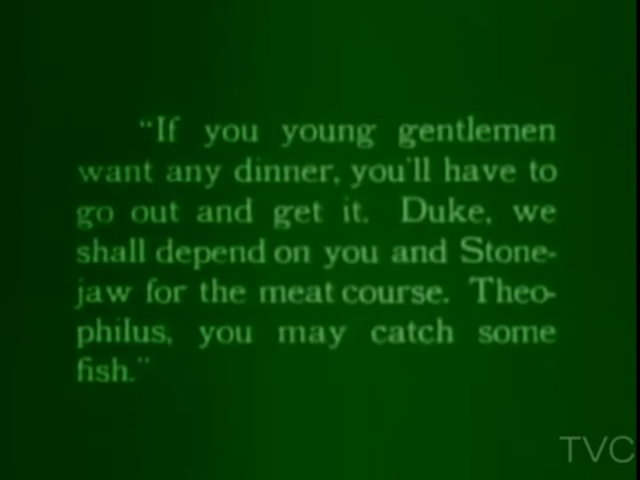 "If you young gentlemen
want any dinner, you'll have to
go out and get it. Duke, we
shall depend on you and Stone-
jaw for the meat course. Theo-
philus, you may catch some
fish."
TVC